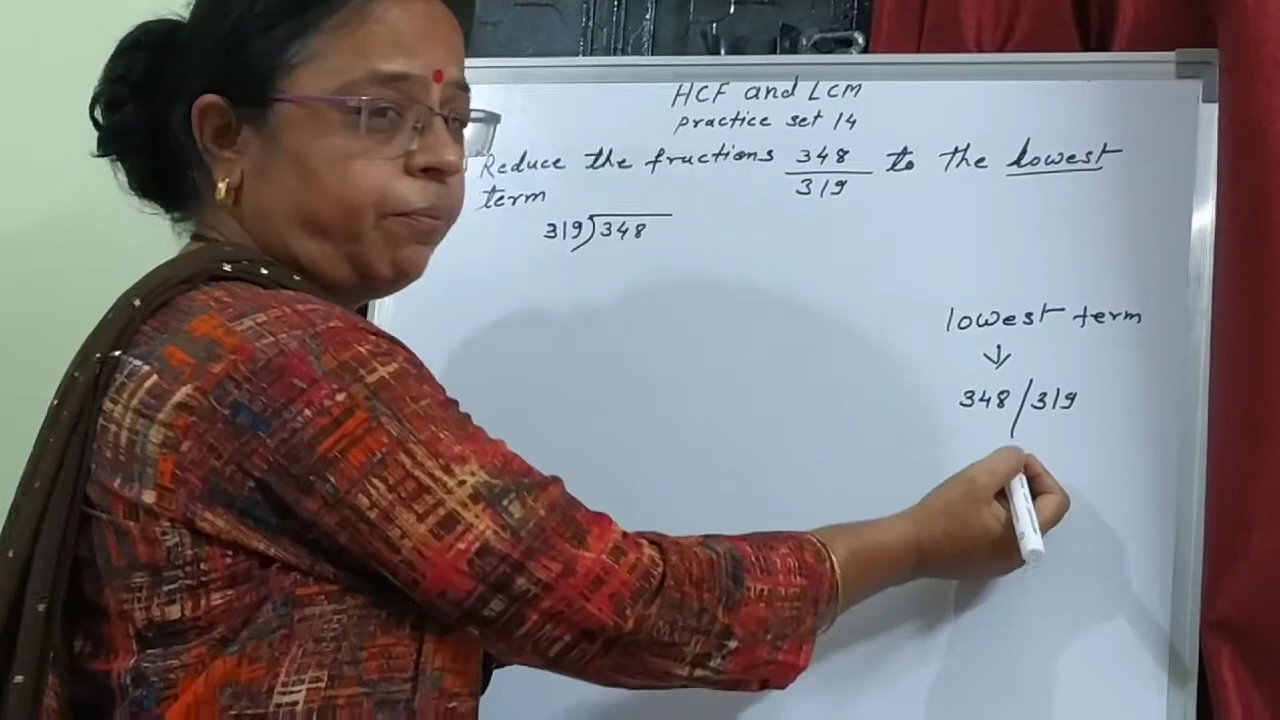 HCF and LCM
practice set 14
Reduce the fructions 348/319 to the lowest
term
319)348
lowest term
↓
348/319